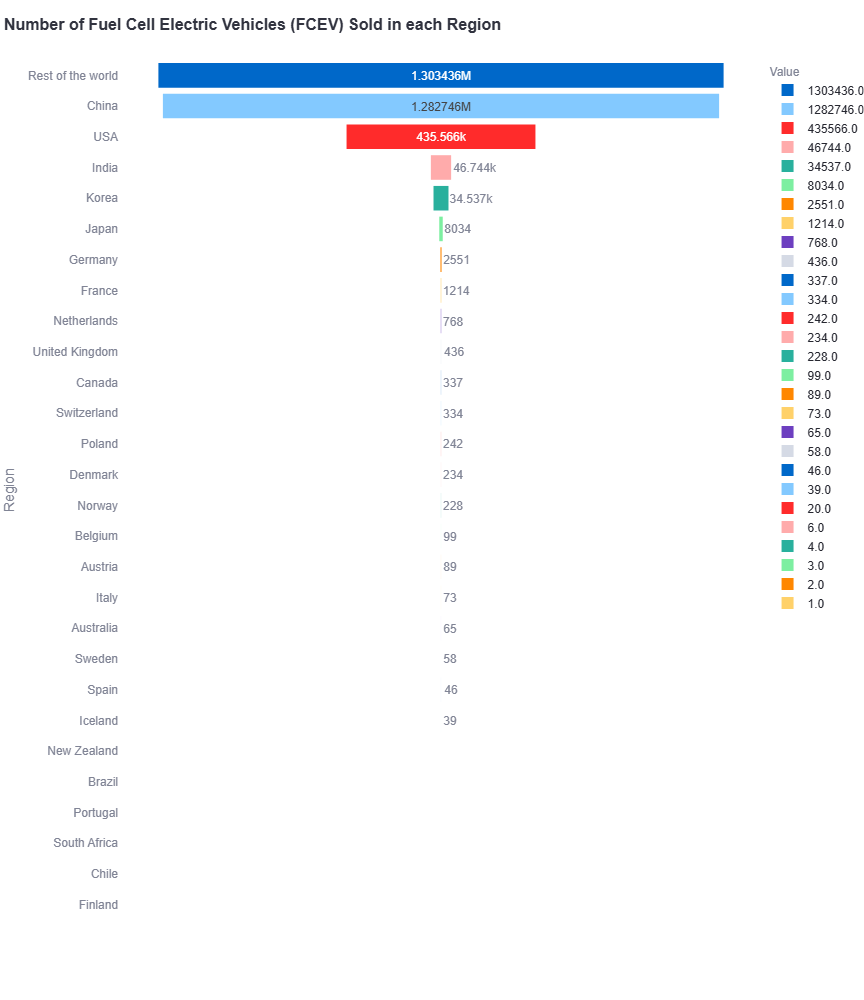 Number of Fuel Cell Electric Vehicles (FCEV) Sold in each Region
Region
Rest of the world 1.303436M
China 1.282746M
USA 435.566k
India 46.744k
Korea 34.537k
Japan 8034
Germany 2551
France 1214
Netherlands 768
United Kingdom 436
Canada 337
Switzerland 334
Poland 242
Denmark 234
Norway 228
Belgium 99
Austria 89
Italy 73
Australia 65
Sweden 58
Spain 46
Iceland 39
New Zealand
Brazil
Portugal
South Africa
Chile
Finland
Value
1303436.0
1282746.0
435566.0
46744.0
34537.0
8034.0
2551.0
1214.0
768.0
436.0
337.0
334.0
242.0
234.0
228.0
99.0
89.0
73.0
65.0
58.0
46.0
39.0
20.0
6.0
4.0
3.0
2.0
1.0